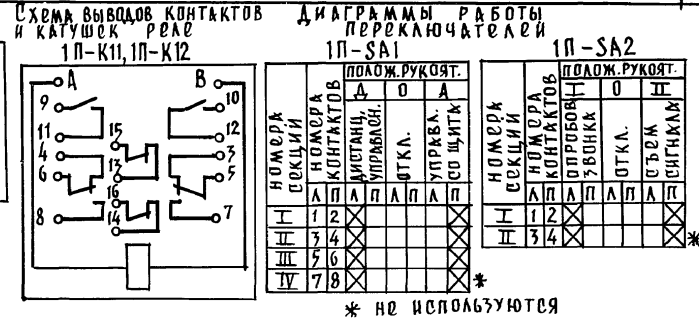 Схема выводов контактов
и катушек реле
1П-К11, 1П-К12
А В
9 10
11 15 12
4 3
6 13 5
16
8 14 7
Диаграммы работы
переключателей
1П-SA1
Номера секций
Номера контактов
Полож. рукоят.
Д О А
Дистанц. управлен.
Откл.
Управл. со щита
Л П Л П Л П
I 1 2
II 3 4
III 5 6
IV 7 8 *
* не используются
1П-SA2
Номера секций
Номера контактов
Полож. рукоят.
I О II
Опробов. звонка
Откл.
Съем сигнала
Л П Л П Л П Л П
I 1 2
II 3 4 *